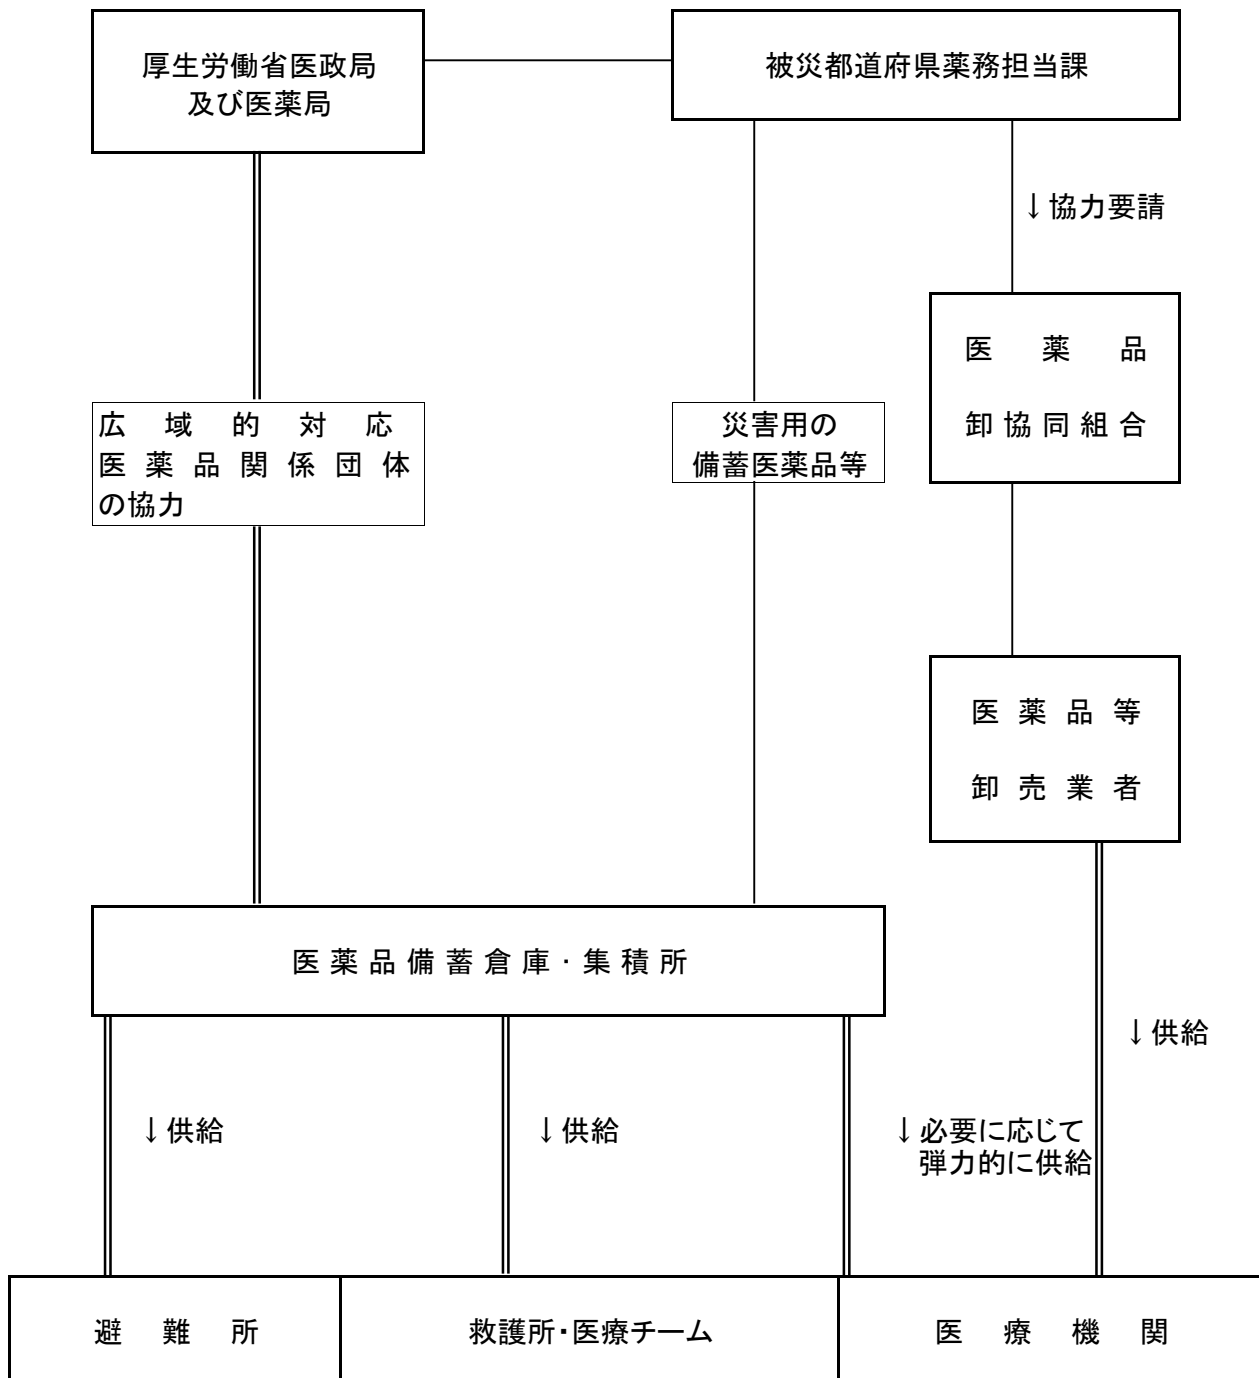 厚生労働省医政局
及び医薬局
被災都道府県薬務担当課
↓協力要請
医薬品
卸協同組合
広域的対応
医薬品関係団体
の協力
災害用の
備蓄医薬品等
医薬品等
卸売業者
医薬品備蓄倉庫・集積所
↓供給
↓供給
↓供給
↓必要に応じて
弾力的に供給
避難所
救護所・医療チーム
医療機関